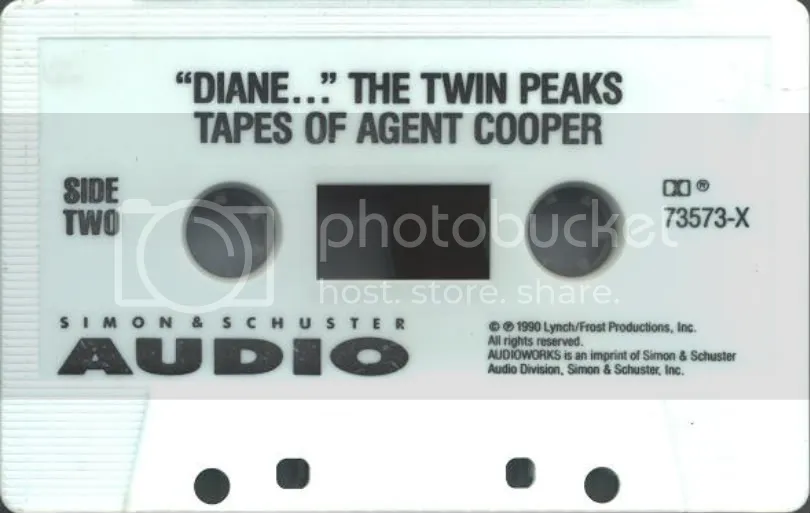 “DIANE...” THE TWIN PEAKS
TAPES OF AGENT COOPER
SIDE
TWO
®
73573-X
photobucket
host. store. share.
SIMON & SCHUSTER
AUDIO
© ℗ 1990 Lynch/Frost Productions, Inc.
All rights reserved.
AUDIOWORKS is an imprint of Simon & Schuster
Audio Division, Simon & Schuster, Inc.